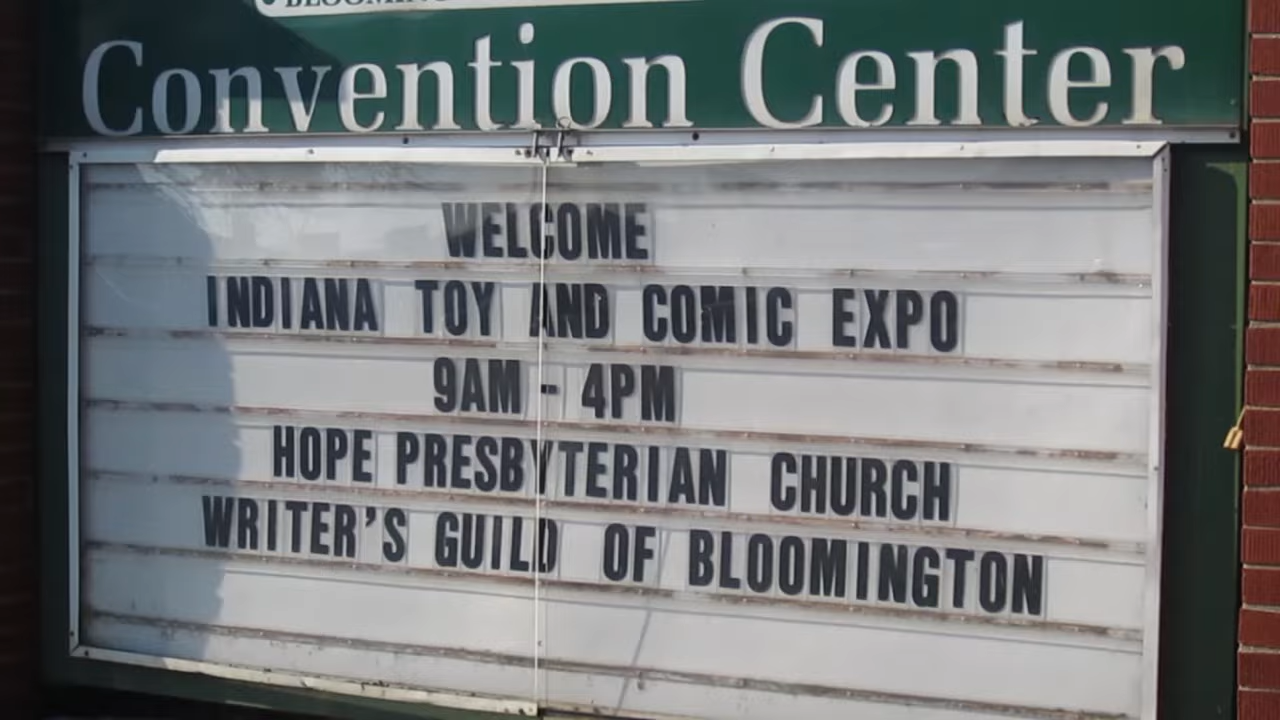 Convention Center
WELCOME
INDIANA TOY AND COMIC EXPO
9AM - 4PM
HOPE PRESBYTERIAN CHURCH
WRITER'S GUILD OF BLOOMINGTON